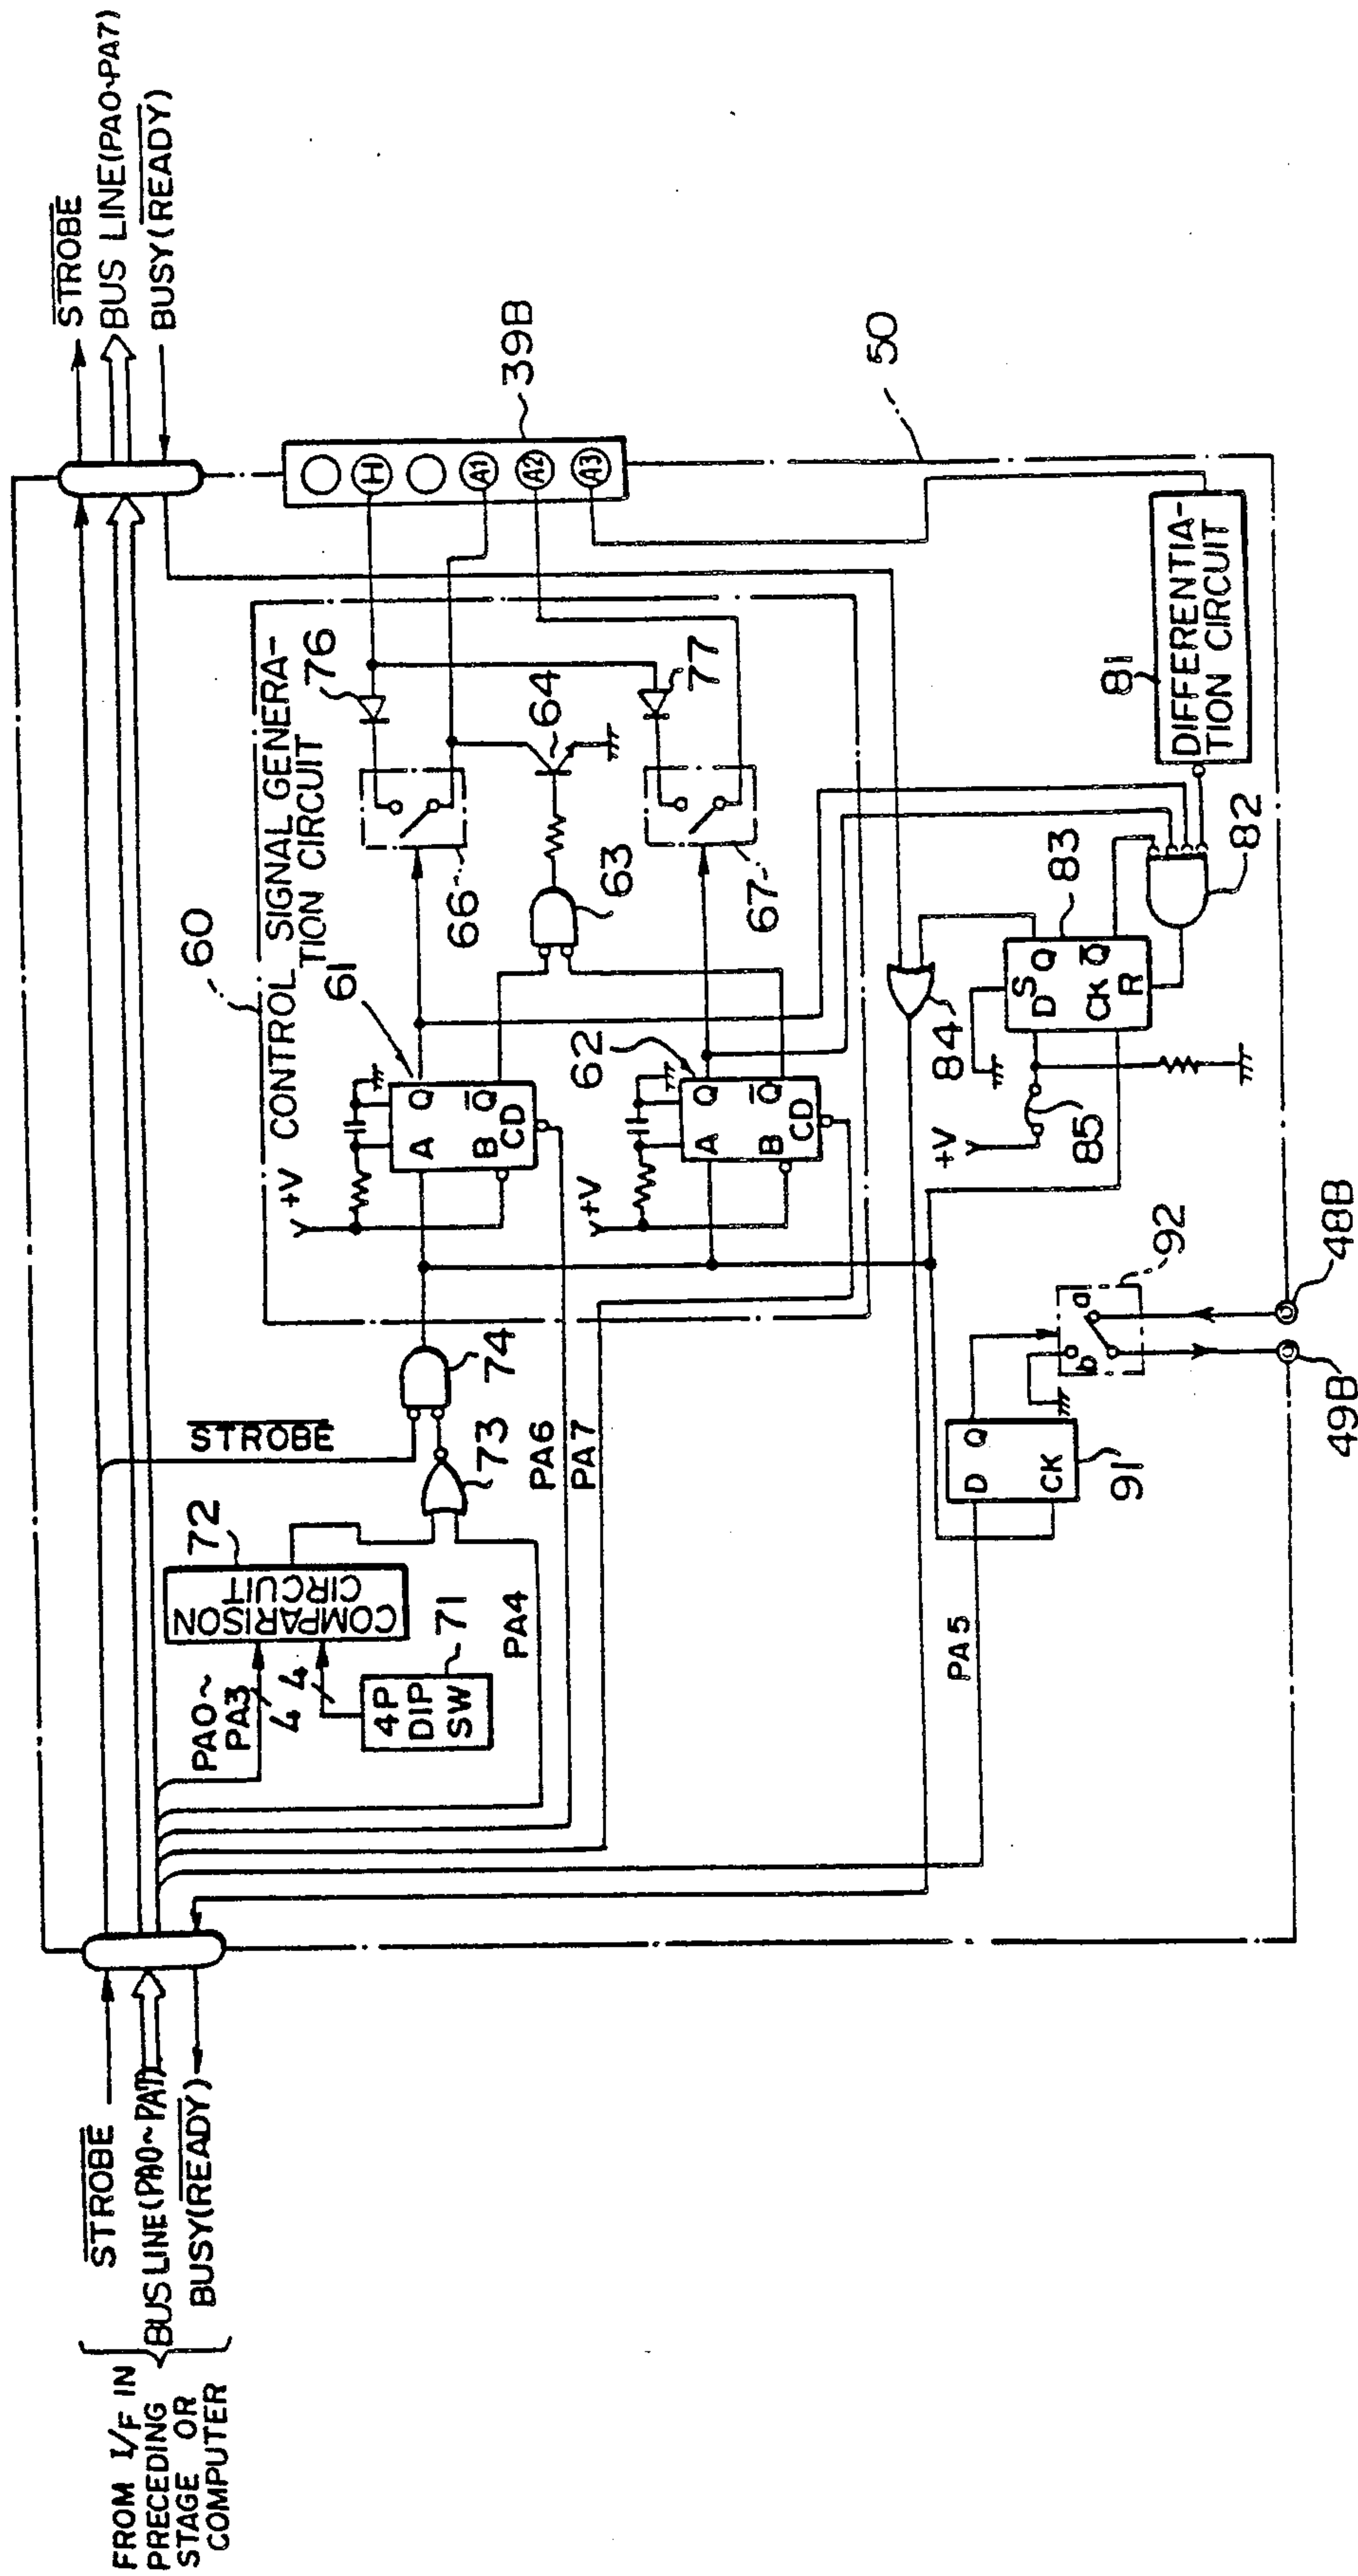 FROM I/F IN
PRECEDING
STAGE OR
COMPUTER
STROBE
BUS LINE(PA0~PA7)
BUSY(READY)
STROBE
BUS LINE(PA0~PA7)
BUSY(READY)
STROBE
PA0~
PA3
4
4
COMPARISON
CIRCUIT
72
4P
DIP
SW
71
PA4
73
74
PA6
PA7
PA5
60
CONTROL SIGNAL GENERA-
TION CIRCUIT
+V
61
A
Q
B
Q
CD
+V
62
A
Q
B
Q
CD
63
64
66
67
76
77
39B
H
A1
A2
A3
50
81
DIFFERENTIA-
TION CIRCUIT
82
83
S
D
Q
CK
Q
R
84
85
+V
91
D
Q
CK
92
a
b
48B
49B